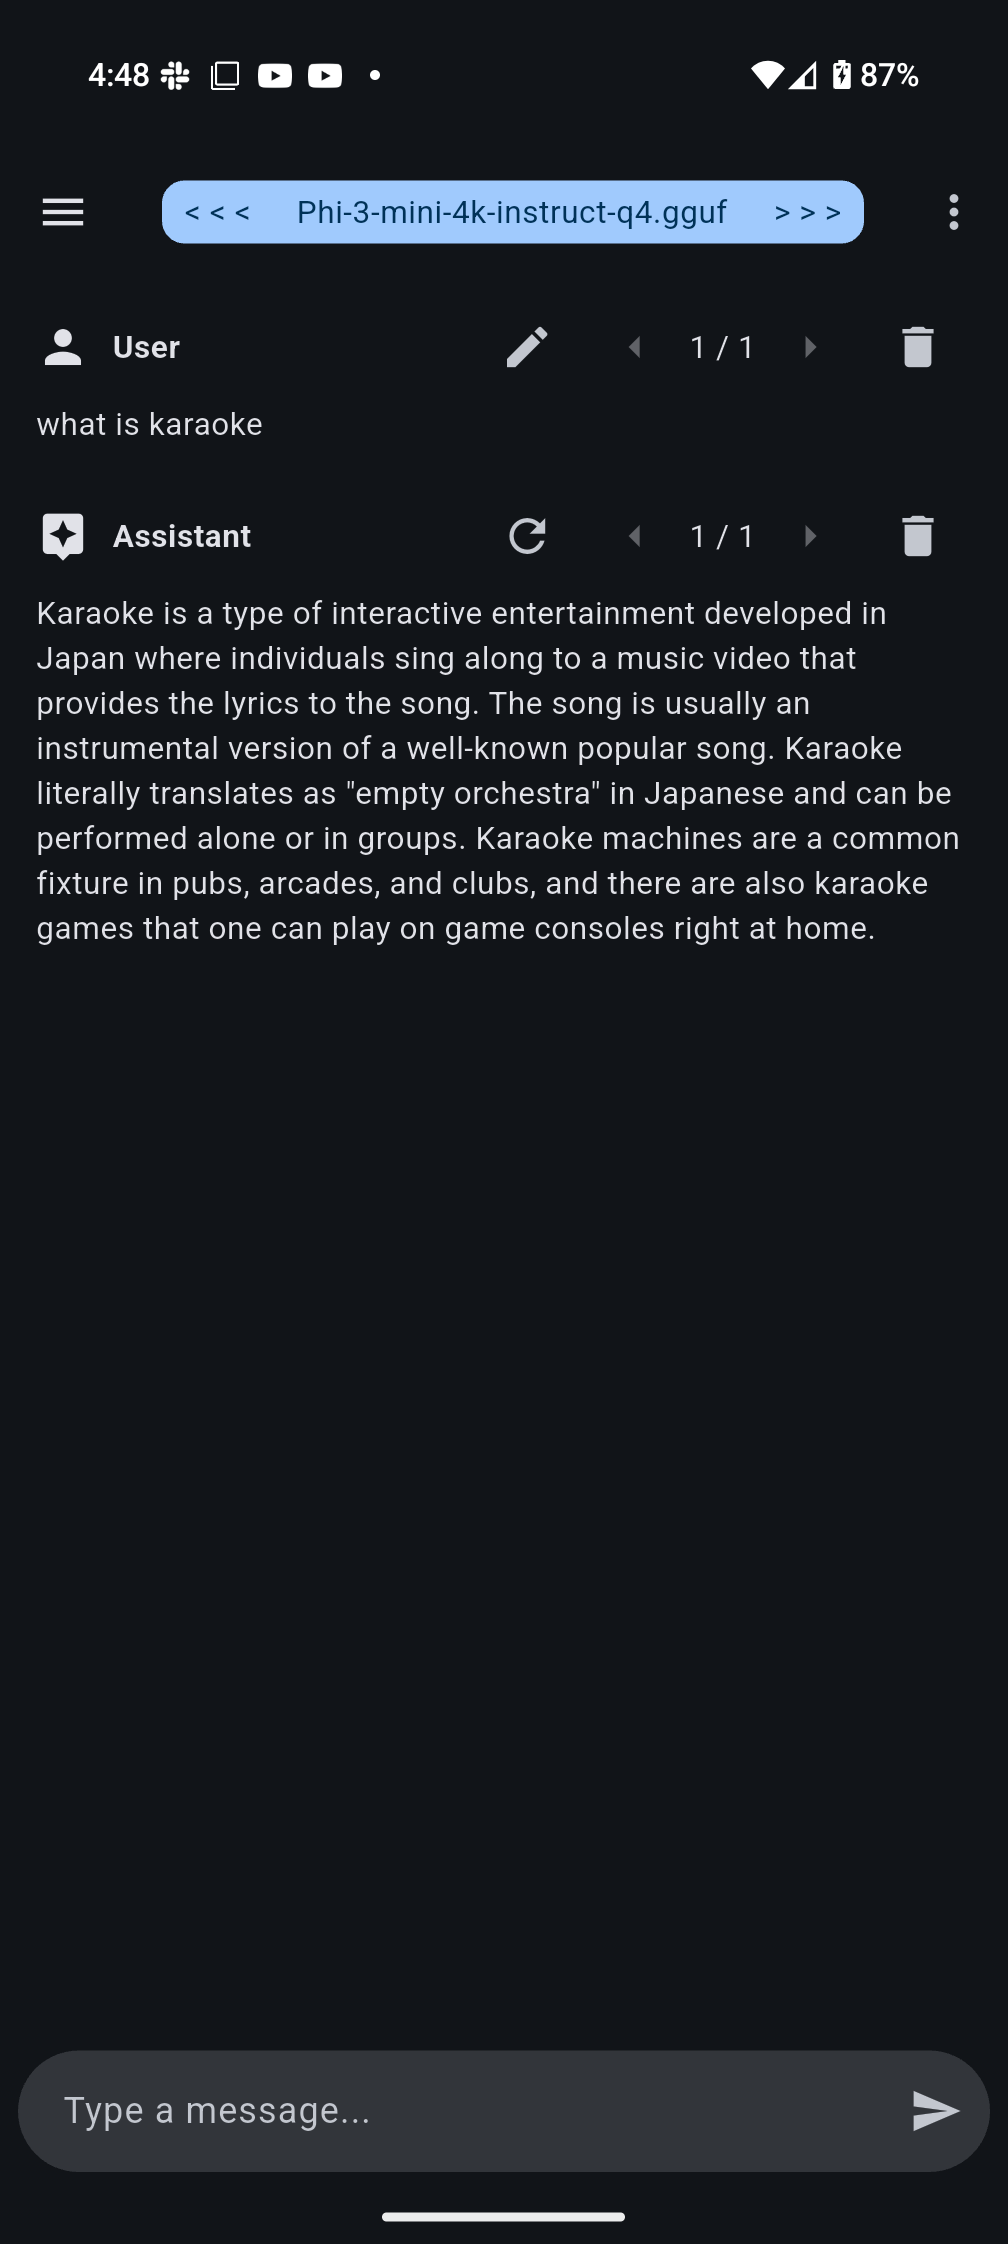 4:48 87%
< < < Phi-3-mini-4k-instruct-q4.gguf > > >
User 1 / 1
what is karaoke
Assistant 1 / 1
Karaoke is a type of interactive entertainment developed in
Japan where individuals sing along to a music video that
provides the lyrics to the song. The song is usually an
instrumental version of a well-known popular song. Karaoke
literally translates as "empty orchestra" in Japanese and can be
performed alone or in groups. Karaoke machines are a common
fixture in pubs, arcades, and clubs, and there are also karaoke
games that one can play on game consoles right at home.
Type a message...